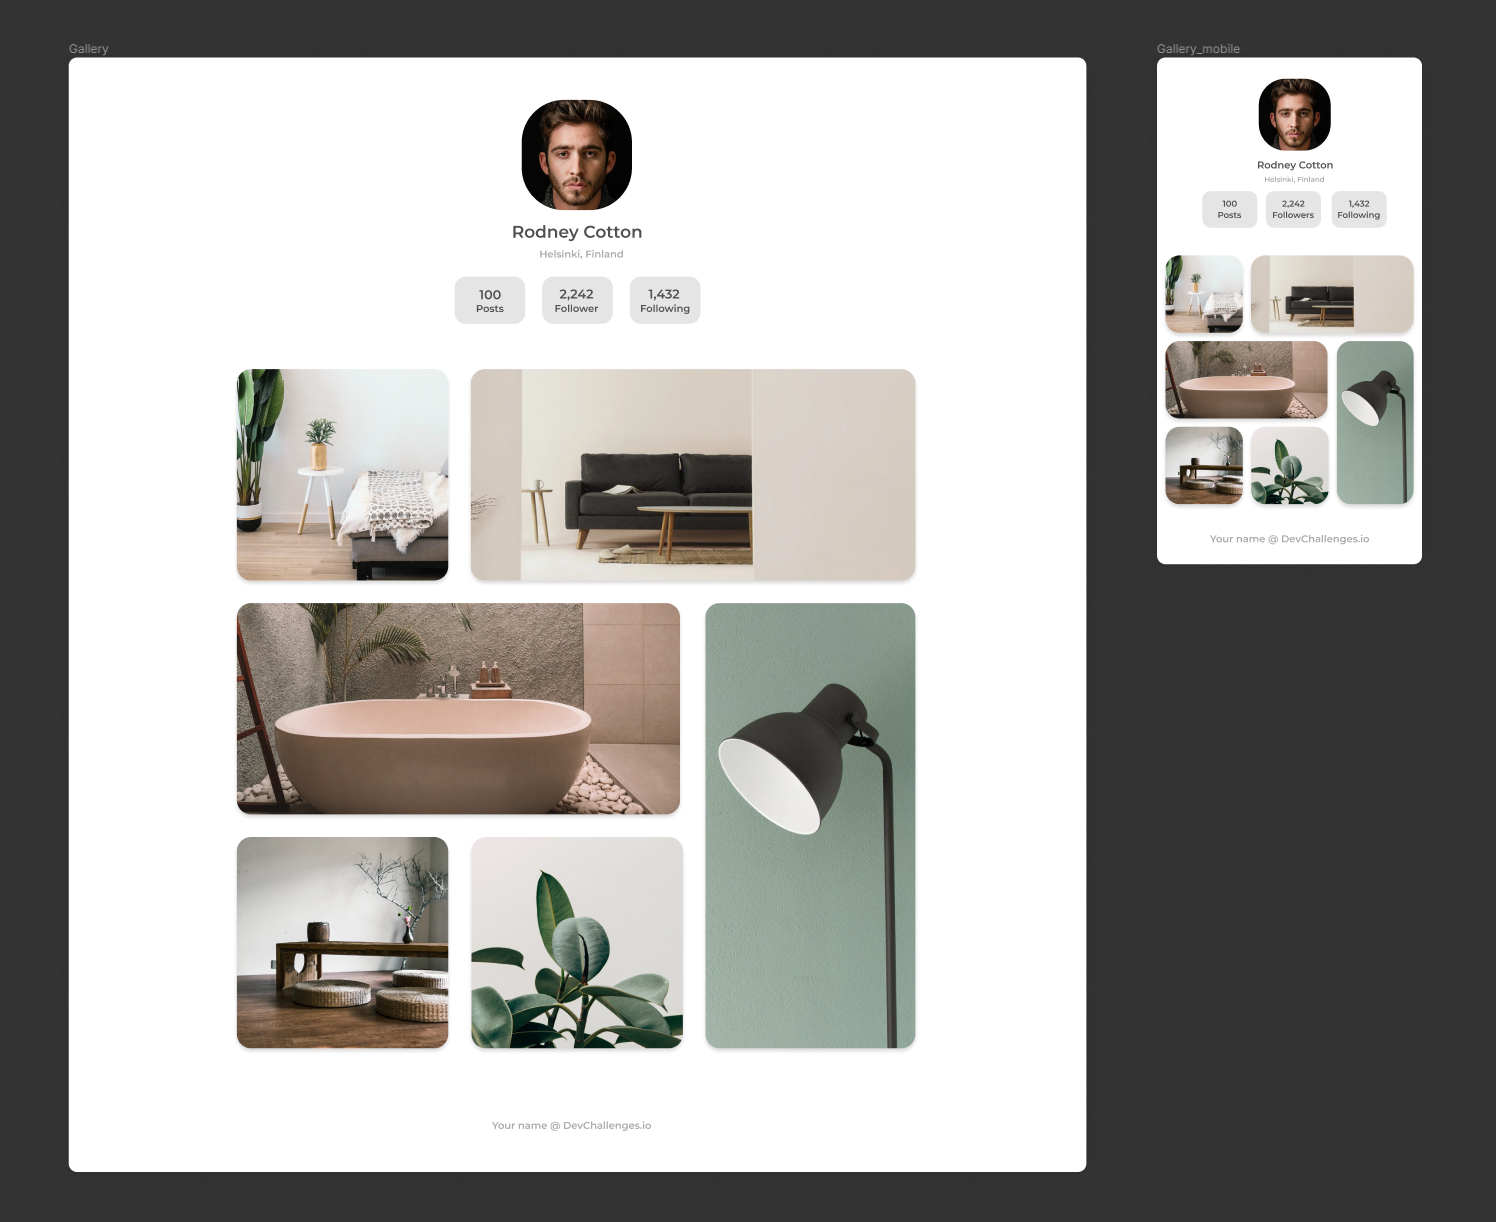 Gallery
Rodney Cotton
Helsinki, Finland
100
Posts
2,242
Follower
1,432
Following
Your name @ DevChallenges.io
Gallery_mobile
Rodney Cotton
Helsinki, Finland
100
Posts
2,242
Followers
1,432
Following
Your name @ DevChallenges.io